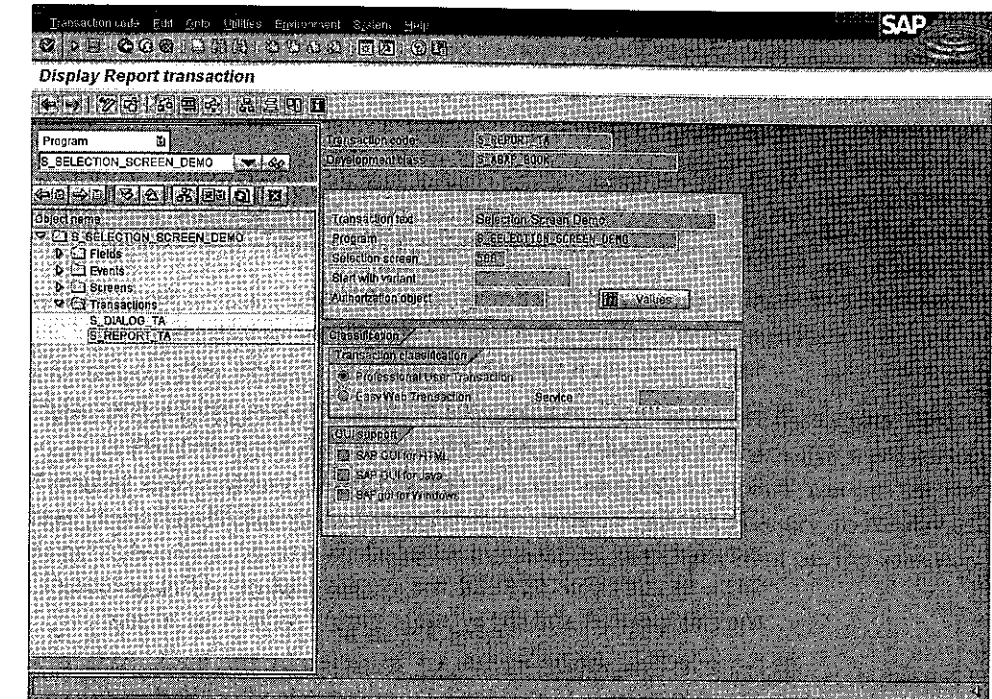 Transaction code Edit Goto Utilities Environment System Help
SAP
Display Report transaction
Program
S_SELECTION_SCREEN_DEMO
Object name
S_SELECTION_SCREEN_DEMO
Fields
Events
Screens
Transactions
S_DIALOG_TA
S_REPORT_TA
Transaction code S_REPORT_TA
Development class S_ABAP_BOOK
Transaction text Selection Screen Demo
Program S_SELECTION_SCREEN_DEMO
Selection screen 500
Start with variant
Authorization object Values
Classification
Transaction classification
Professional User Transaction
Easy Web Transaction Service
GUI support
SAP GUI for HTML
SAP GUI for Java
SAP gui for Windows